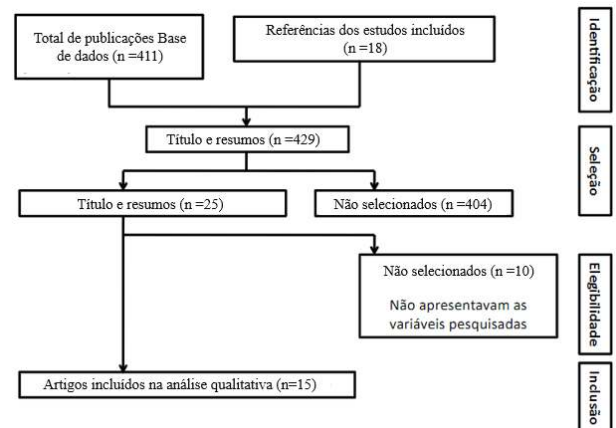 Total de publicações Base
de dados (n =411)
Referências dos estudos incluídos
(n =18)
Identificação
Título e resumos (n =429)
Seleção
Título e resumos (n =25)
Não selecionados (n =404)
Não selecionados (n =10)
Não apresentavam as
variáveis pesquisadas
Elegibilidade
Artigos incluídos na análise qualitativa (n=15)
Inclusão